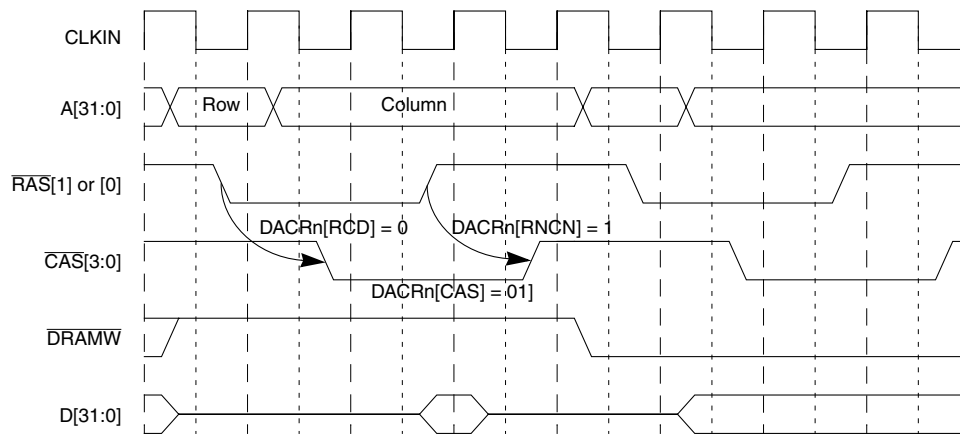 CLKIN
A[31:0]
Row
Column
RAS[1] or [0]
DACRn[RCD] = 0
DACRn[RNCN] = 1
CAS[3:0]
DACRn[CAS] = 01]
DRAMW
D[31:0]